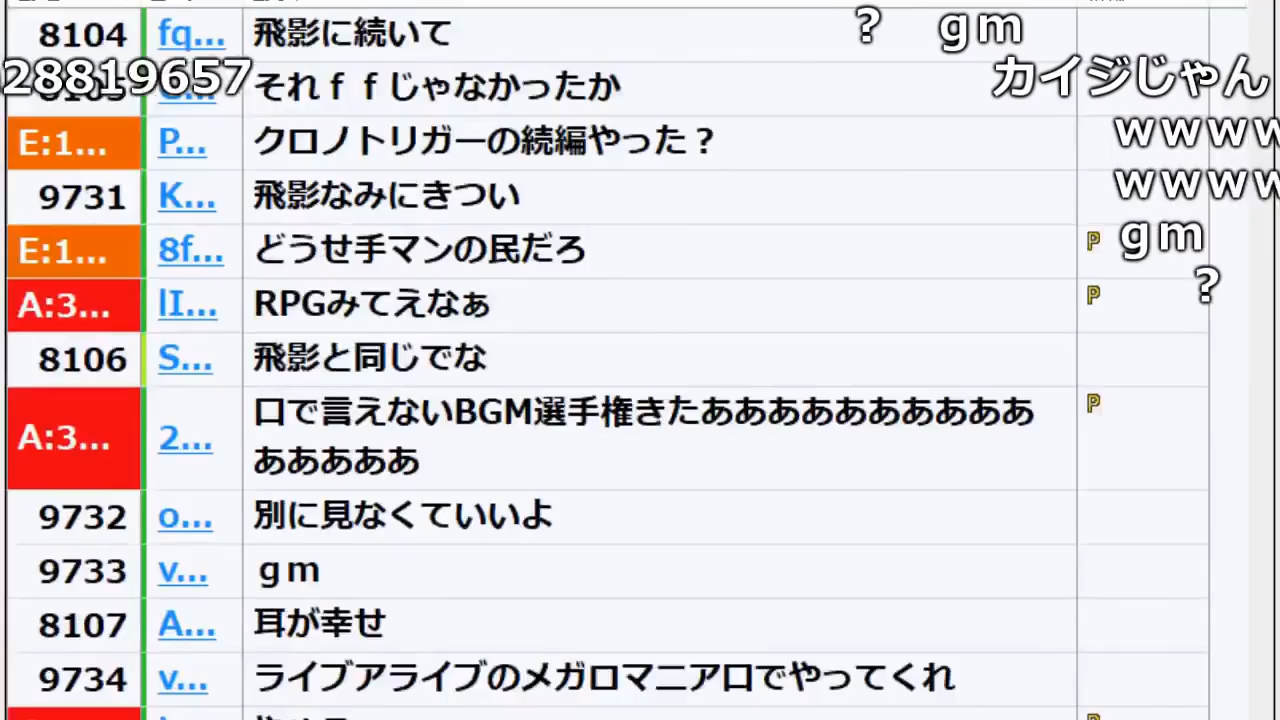 8104 fq... 飛影に続いて
？ ｇｍ
28819657
それｆｆじゃなかったか
カイジじゃん
E:1... P... クロノトリガーの続編やった？
ｗｗｗｗ
9731 K... 飛影なみにきつい
ｗｗｗｗ
E:1... 8f... どうせ手マンの民だろ P
ｇｍ
A:3... lI... RPGみてえなぁ P
？
8106 S... 飛影と同じでな
A:3... 2... 口で言えないBGM選手権きたああああああああああ P
あああああ
9732 o... 別に見なくていいよ
9733 v... ｇｍ
8107 A... 耳が幸せ
9734 v... ライブアライブのメガロマニア口でやってくれ